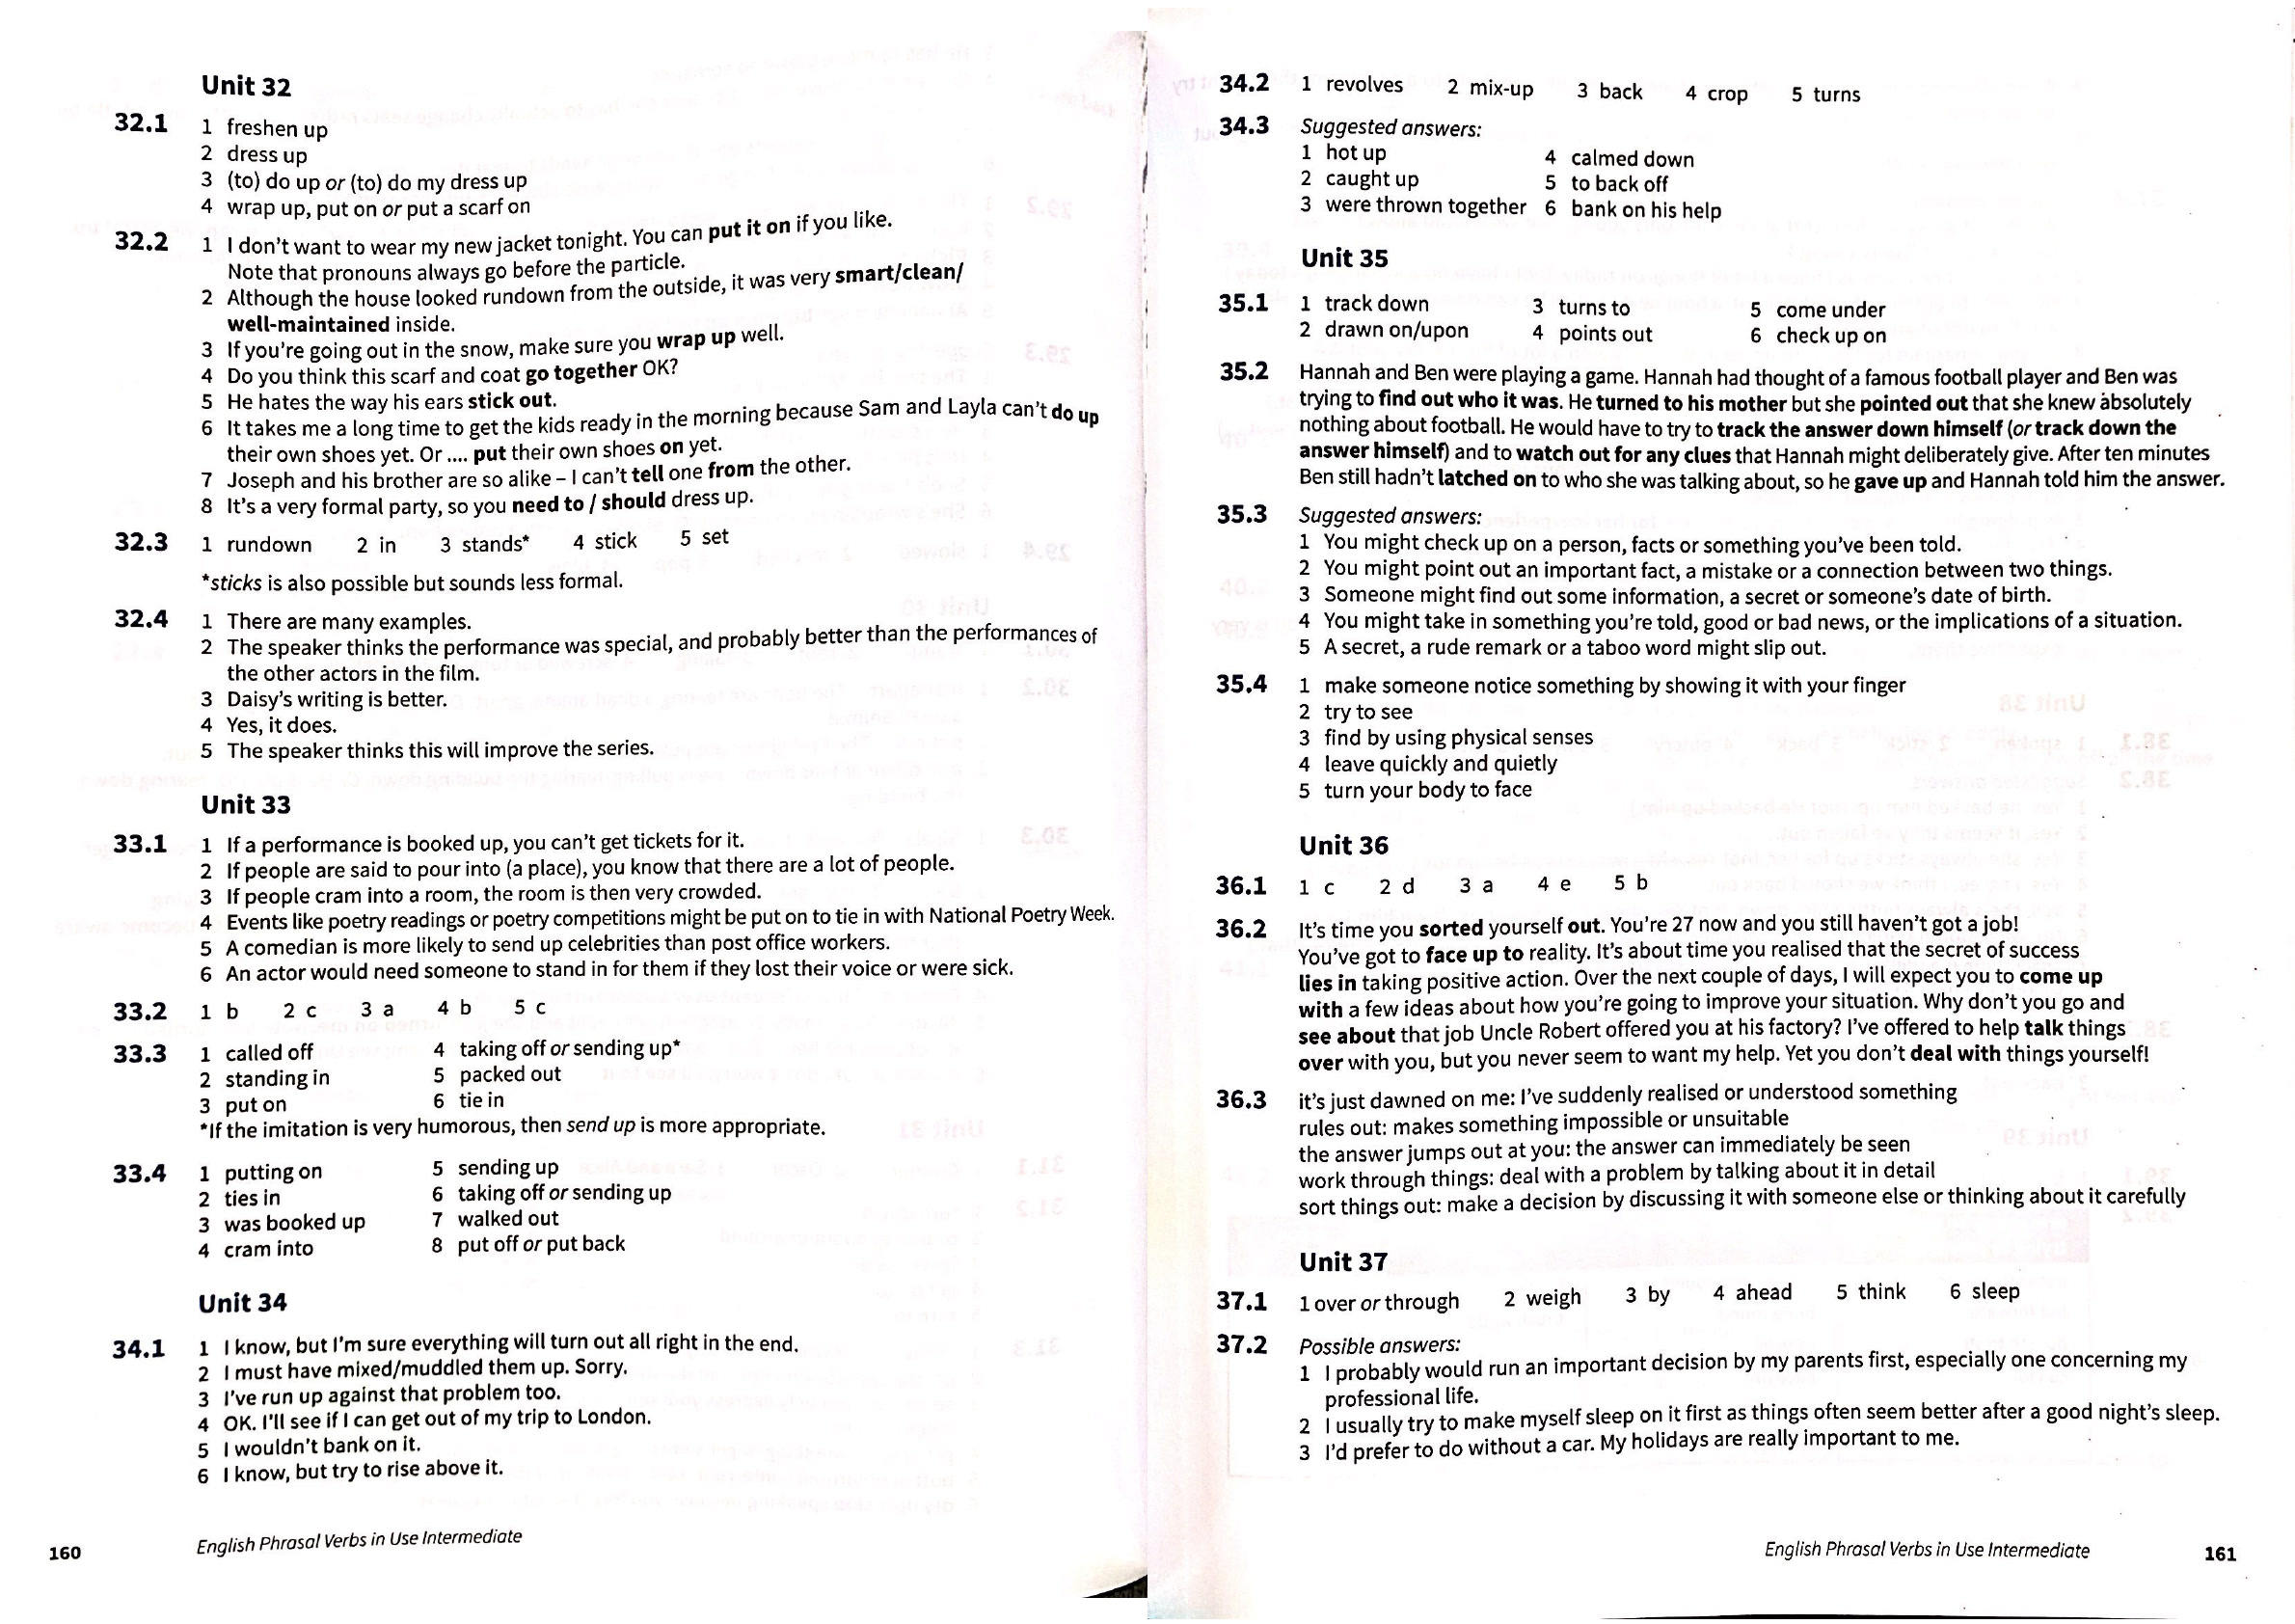 Unit 32
32.1 1 freshen up
2 dress up
3 (to) do up or (to) do my dress up
4 wrap up, put on or put a scarf on
32.2 1 I don't want to wear my new jacket tonight. You can put it on if you like.
Note that pronouns always go before the particle.
2 Although the house looked rundown from the outside, it was very smart/clean/
well-maintained inside.
3 If you're going out in the snow, make sure you wrap up well.
4 Do you think this scarf and coat go together OK?
5 He hates the way his ears stick out.
6 It takes me a long time to get the kids ready in the morning because Sam and Layla can't do up
their own shoes yet. Or .... put their own shoes on yet.
7 Joseph and his brother are so alike – I can't tell one from the other.
8 It's a very formal party, so you need to / should dress up.
32.3 1 rundown 2 in 3 stands* 4 stick 5 set
*sticks is also possible but sounds less formal.
32.4 1 There are many examples.
2 The speaker thinks the performance was special, and probably better than the performances of
the other actors in the film.
3 Daisy's writing is better.
4 Yes, it does.
5 The speaker thinks this will improve the series.
Unit 33
33.1 1 If a performance is booked up, you can't get tickets for it.
2 If people are said to pour into (a place), you know that there are a lot of people.
3 If people cram into a room, the room is then very crowded.
4 Events like poetry readings or poetry competitions might be put on to tie in with National Poetry Week.
5 A comedian is more likely to send up celebrities than post office workers.
6 An actor would need someone to stand in for them if they lost their voice or were sick.
33.2 1 b 2 c 3 a 4 b 5 c
33.3 1 called off 4 taking off or sending up*
2 standing in 5 packed out
3 put on 6 tie in
*If the imitation is very humorous, then send up is more appropriate.
33.4 1 putting on 5 sending up
2 ties in 6 taking off or sending up
3 was booked up 7 walked out
4 cram into 8 put off or put back
Unit 34
34.1 1 I know, but I'm sure everything will turn out all right in the end.
2 I must have mixed/muddled them up. Sorry.
3 I've run up against that problem too.
4 OK. I'll see if I can get out of my trip to London.
5 I wouldn't bank on it.
6 I know, but try to rise above it.
160 English Phrasal Verbs in Use Intermediate
34.2 1 revolves 2 mix-up 3 back 4 crop 5 turns
34.3 Suggested answers:
1 hot up 4 calmed down
2 caught up 5 to back off
3 were thrown together 6 bank on his help
Unit 35
35.1 1 track down 3 turns to 5 come under
2 drawn on/upon 4 points out 6 check up on
35.2 Hannah and Ben were playing a game. Hannah had thought of a famous football player and Ben was
trying to find out who it was. He turned to his mother but she pointed out that she knew absolutely
nothing about football. He would have to try to track the answer down himself (or track down the
answer himself) and to watch out for any clues that Hannah might deliberately give. After ten minutes
Ben still hadn't latched on to who she was talking about, so he gave up and Hannah told him the answer.
35.3 Suggested answers:
1 You might check up on a person, facts or something you've been told.
2 You might point out an important fact, a mistake or a connection between two things.
3 Someone might find out some information, a secret or someone's date of birth.
4 You might take in something you're told, good or bad news, or the implications of a situation.
5 A secret, a rude remark or a taboo word might slip out.
35.4 1 make someone notice something by showing it with your finger
2 try to see
3 find by using physical senses
4 leave quickly and quietly
5 turn your body to face
Unit 36
36.1 1 c 2 d 3 a 4 e 5 b
36.2 It's time you sorted yourself out. You're 27 now and you still haven't got a job!
You've got to face up to reality. It's about time you realised that the secret of success
lies in taking positive action. Over the next couple of days, I will expect you to come up
with a few ideas about how you're going to improve your situation. Why don't you go and
see about that job Uncle Robert offered you at his factory? I've offered to help talk things
over with you, but you never seem to want my help. Yet you don't deal with things yourself!
36.3 it's just dawned on me: I've suddenly realised or understood something
rules out: makes something impossible or unsuitable
the answer jumps out at you: the answer can immediately be seen
work through things: deal with a problem by talking about it in detail
sort things out: make a decision by discussing it with someone else or thinking about it carefully
Unit 37
37.1 1 over or through 2 weigh 3 by 4 ahead 5 think 6 sleep
37.2 Possible answers:
1 I probably would run an important decision by my parents first, especially one concerning my
professional life.
2 I usually try to make myself sleep on it first as things often seem better after a good night's sleep.
3 I'd prefer to do without a car. My holidays are really important to me.
English Phrasal Verbs in Use Intermediate 161